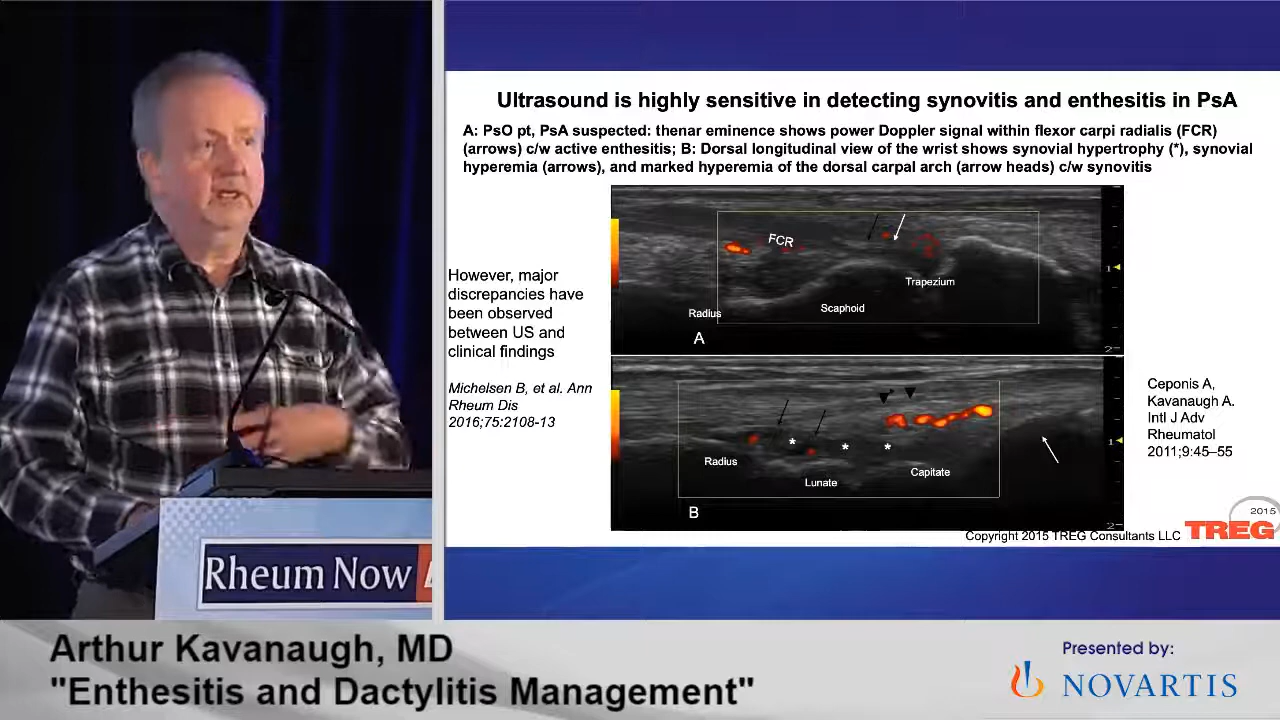 Ultrasound is highly sensitive in detecting synovitis and enthesitis in PsA
A: PsO pt, PsA suspected: thenar eminence shows power Doppler signal within flexor carpi radialis (FCR)
(arrows) c/w active enthesitis; B: Dorsal longitudinal view of the wrist shows synovial hypertrophy (*), synovial
hyperemia (arrows), and marked hyperemia of the dorsal carpal arch (arrow heads) c/w synovitis
FCR
Trapezium
Scaphoid
Radius
A
1
2
However, major
discrepancies have
been observed
between US and
clinical findings
Michelsen B, et al. Ann
Rheum Dis
2016;75:2108-13
* * *
Radius
Lunate
Capitate
B
1
2
Ceponis A,
Kavanaugh A.
Intl J Adv
Rheumatol
2011;9:45–55
2015
TREG
Copyright 2015 TREG Consultants LLC
Rheum Now
Arthur Kavanaugh, MD
"Enthesitis and Dactylitis Management"
Presented by:
NOVARTIS